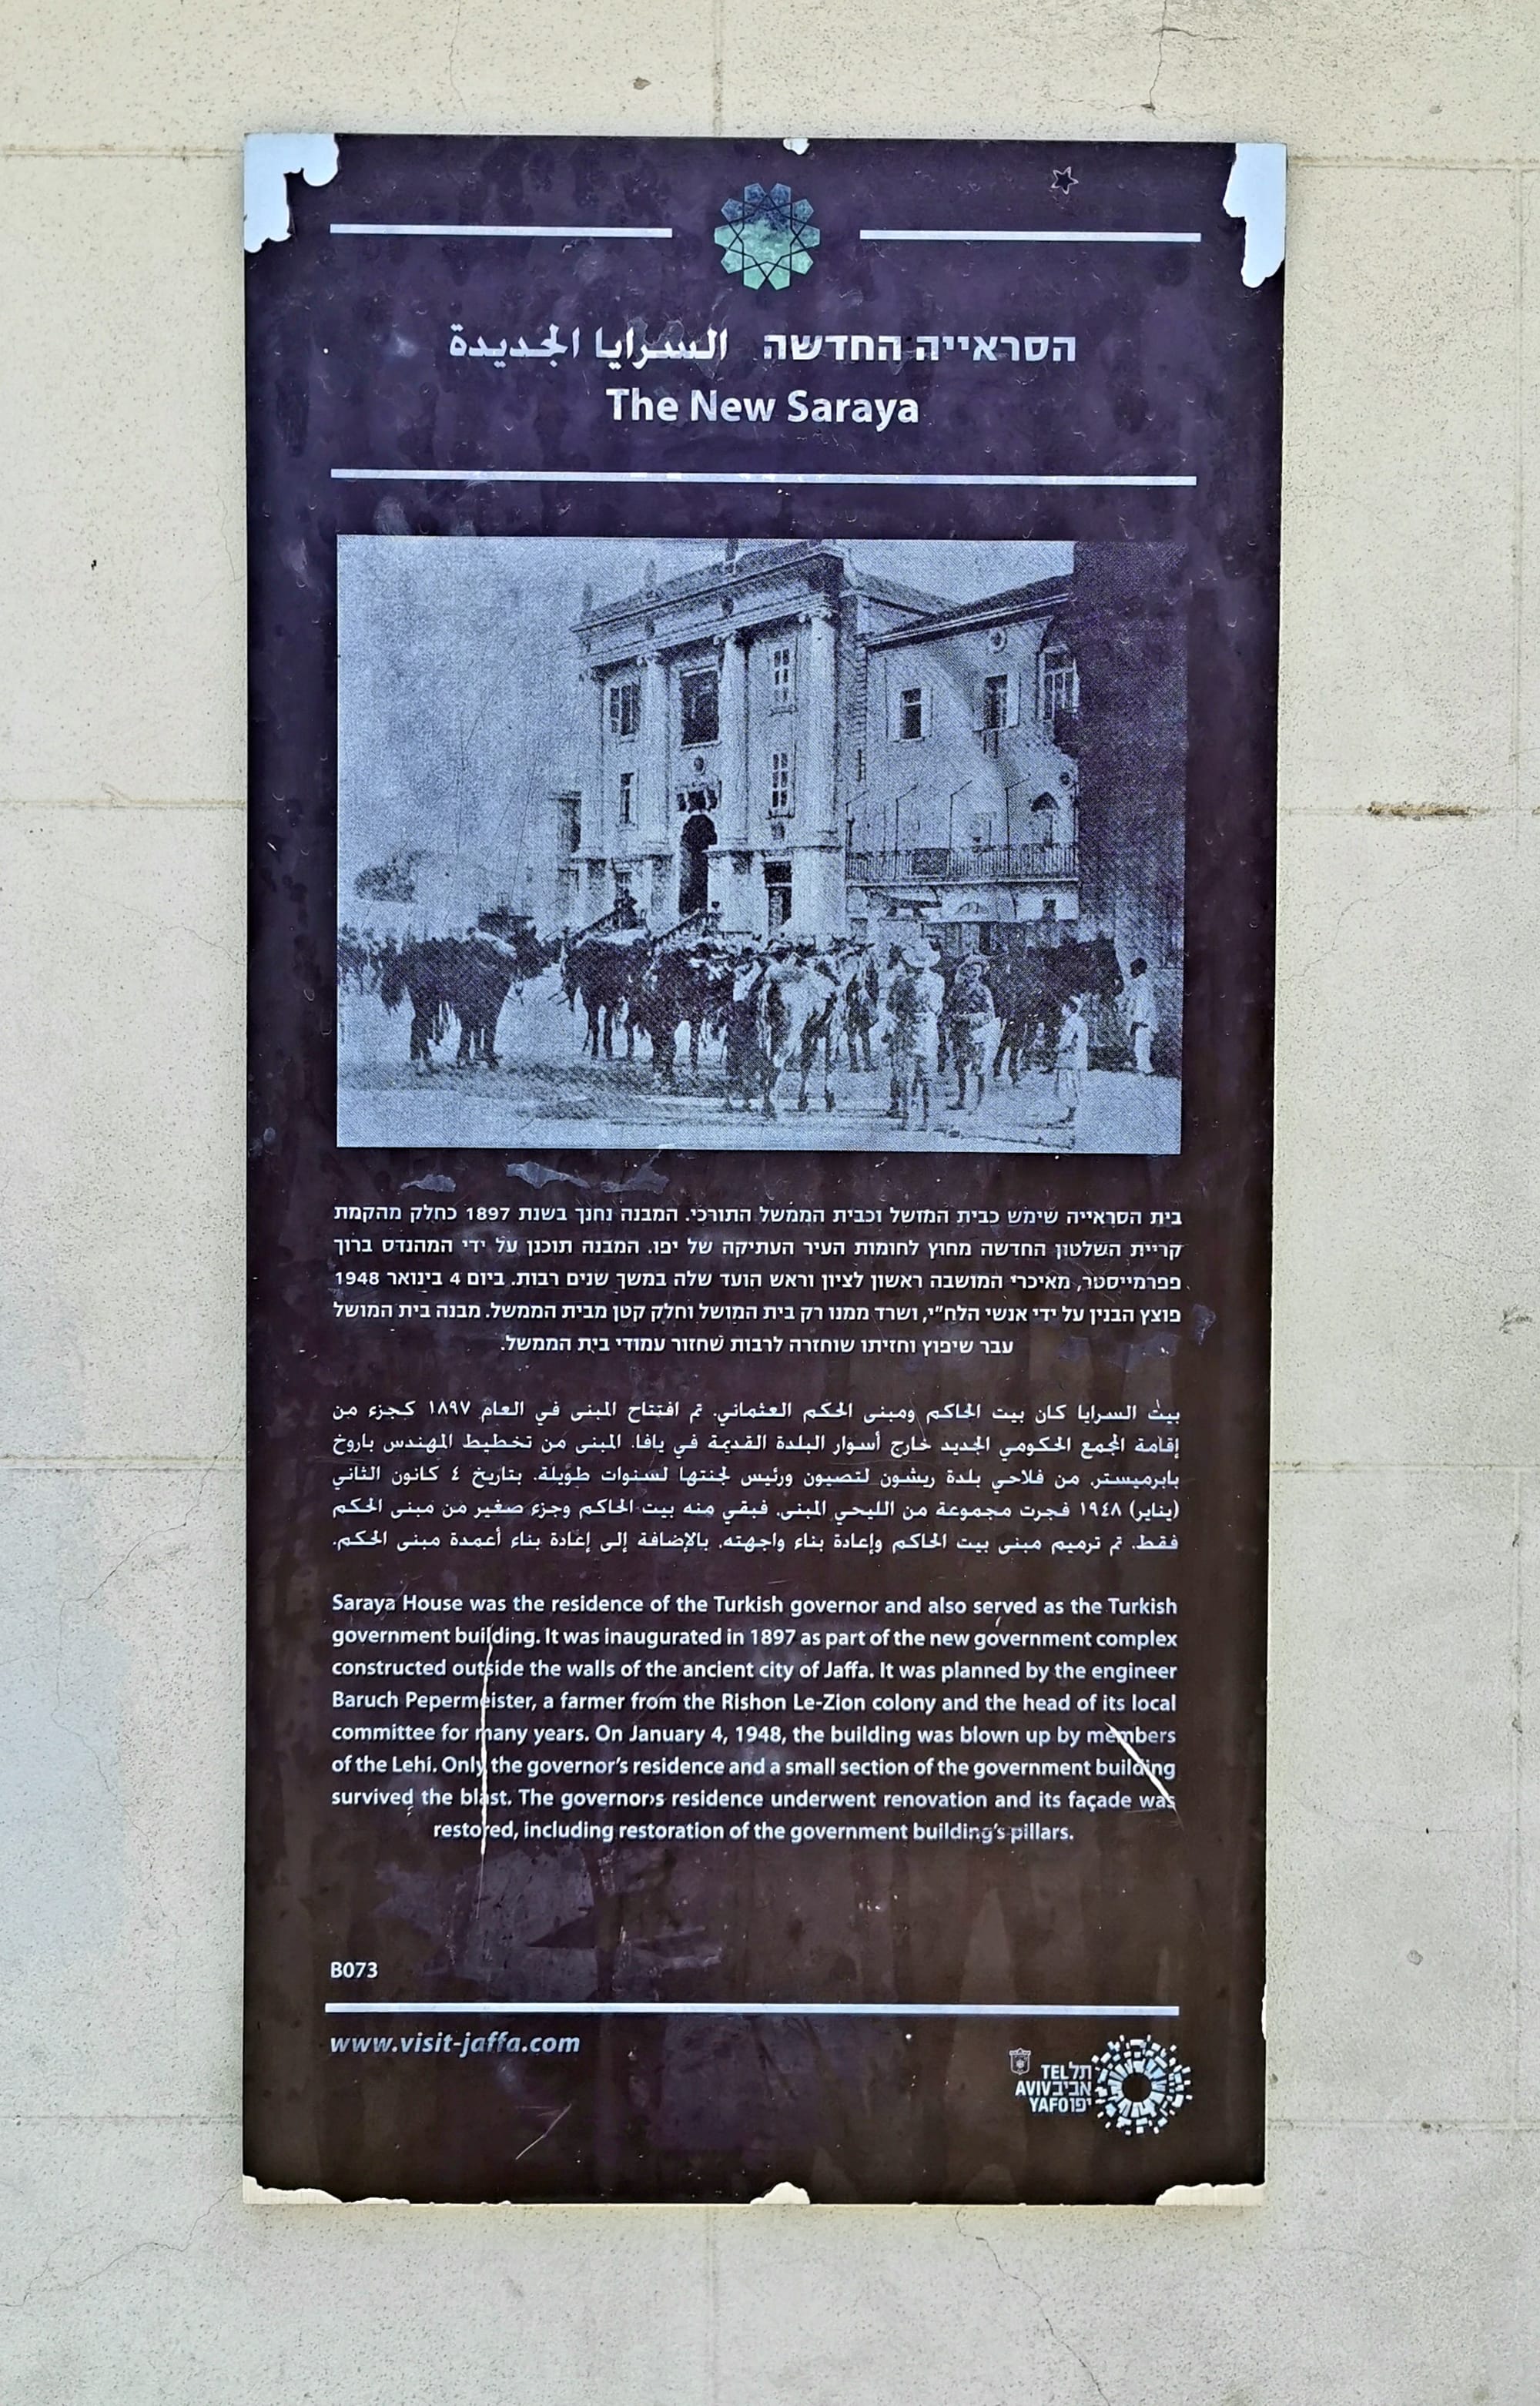 הסראייה החדשה السرايا الجديدة
The New Saraya
בית הסראייה שימש כבית המושל וכבית הממשל התורכי. המבנה נחנך בשנת 1897 כחלק מהקמת
קריית השלטון החדשה מחוץ לחומות העיר העתיקה של יפו. המבנה תוכנן על ידי המהנדס ברוך
פפרמייסטר, מאיכרי המושבה ראשון לציון וראש הועד שלה במשך שנים רבות. ביום 4 בינואר 1948
פוצץ הבנין על ידי אנשי הלח"י, ושרד ממנו רק בית המושל וחלק קטן מבית הממשל. מבנה בית המושל
עבר שיפוץ וחזיתו שוחזרה לרבות שחזור עמודי בית הממשל.
بيت السرايا كان بيت الحاكم ومبنى الحكم العثماني. تم افتتاح المبنى في العام ١٨٩٧ كجزء من
إقامة المجمع الحكومي الجديد خارج أسوار البلدة القديمة في يافا. المبنى من تخطيط المهندس باروخ
بابرميستر، من فلاحي بلدة ريشون لتصيون ورئيس لجنتها لسنوات طويلة. بتاريخ ٤ كانون الثاني
(يناير) ١٩٤٨ فجرت مجموعة من الليحي المبنى. فبقي منه بيت الحاكم وجزء صغير من مبنى الحكم
فقط. تم ترميم مبنى بيت الحاكم وإعادة بناء واجهته. بالإضافة إلى إعادة بناء أعمدة مبنى الحكم.
Saraya House was the residence of the Turkish governor and also served as the Turkish
government building. It was inaugurated in 1897 as part of the new government complex
constructed outside the walls of the ancient city of Jaffa. It was planned by the engineer
Baruch Pepermeister, a farmer from the Rishon Le-Zion colony and the head of its local
committee for many years. On January 4, 1948, the building was blown up by members
of the Lehi. Only the governor's residence and a small section of the government building
survived the blast. The governor›s residence underwent renovation and its façade was
restored, including restoration of the government building's pillars.
B073
www.visit-jaffa.com
TEL תל
AVIV אביב
YAFO יפו